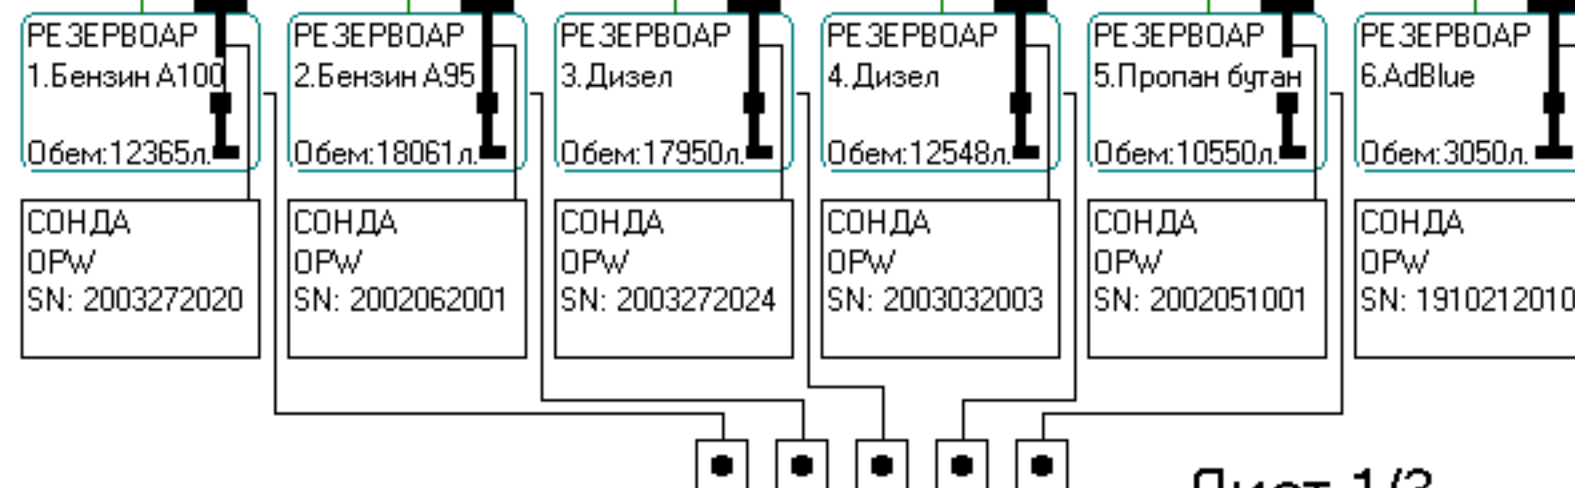 РЕЗЕРВОАР
1.Бензин А100
Обем:12365л.
СОНДА
OPW
SN: 2003272020
РЕЗЕРВОАР
2.Бензин А95
Обем:18061л.
СОНДА
OPW
SN: 2002062001
РЕЗЕРВОАР
3.Дизел
Обем:17950л.
СОНДА
OPW
SN: 2003272024
РЕЗЕРВОАР
4.Дизел
Обем:12548л.
СОНДА
OPW
SN: 2003032003
РЕЗЕРВОАР
5.Пропан бутан
Обем:10550л.
СОНДА
OPW
SN: 2002051001
РЕЗЕРВОАР
6.AdBlue
Обем:3050л.
СОНДА
OPW
SN: 1910212010
Лист 1/3